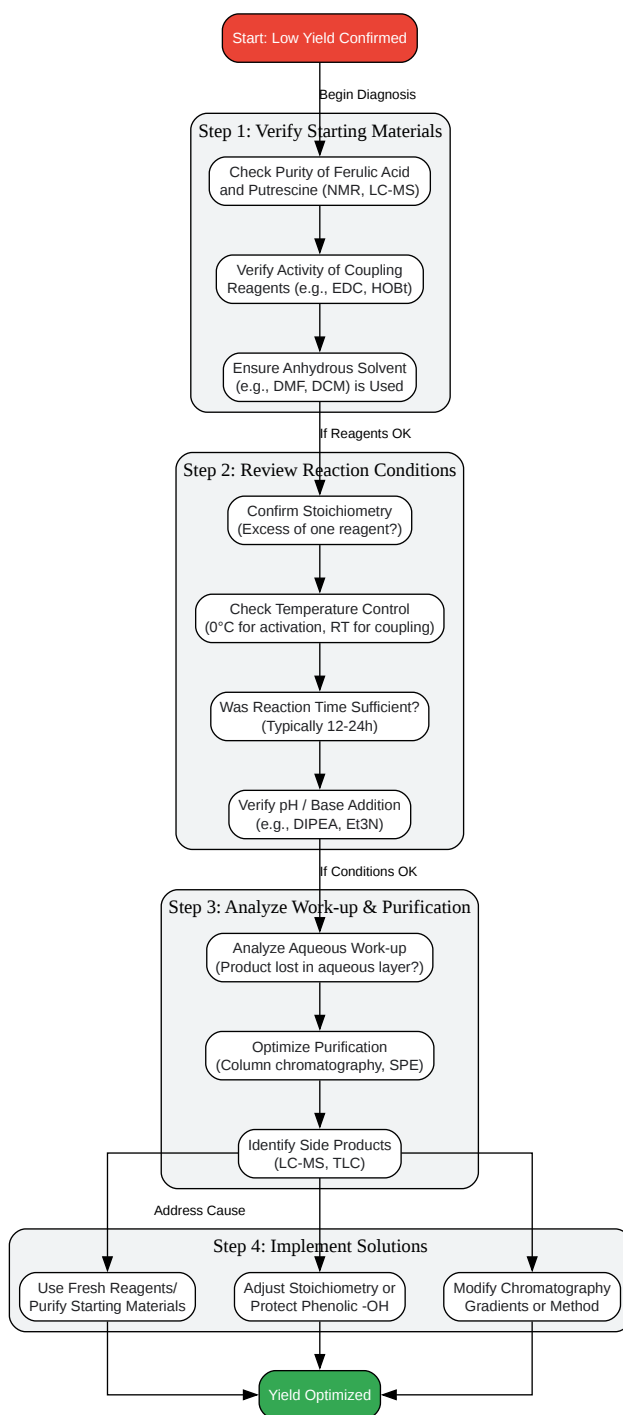 Start: Low Yield Confirmed
Begin Diagnosis
Step 1: Verify Starting Materials
Check Purity of Ferulic Acid
and Putrescine (NMR, LC-MS)
Verify Activity of Coupling
Reagents (e.g., EDC, HOBt)
Ensure Anhydrous Solvent
(e.g., DMF, DCM) is Used
If Reagents OK
Step 2: Review Reaction Conditions
Confirm Stoichiometry
(Excess of one reagent?)
Check Temperature Control
(0°C for activation, RT for coupling)
Was Reaction Time Sufficient?
(Typically 12-24h)
Verify pH / Base Addition
(e.g., DIPEA, Et3N)
If Conditions OK
Step 3: Analyze Work-up & Purification
Analyze Aqueous Work-up
(Product lost in aqueous layer?)
Optimize Purification
(Column chromatography, SPE)
Identify Side Products
(LC-MS, TLC)
Address Cause
Step 4: Implement Solutions
Use Fresh Reagents/
Purify Starting Materials
Adjust Stoichiometry or
Protect Phenolic -OH
Modify Chromatography
Gradients or Method
Yield Optimized